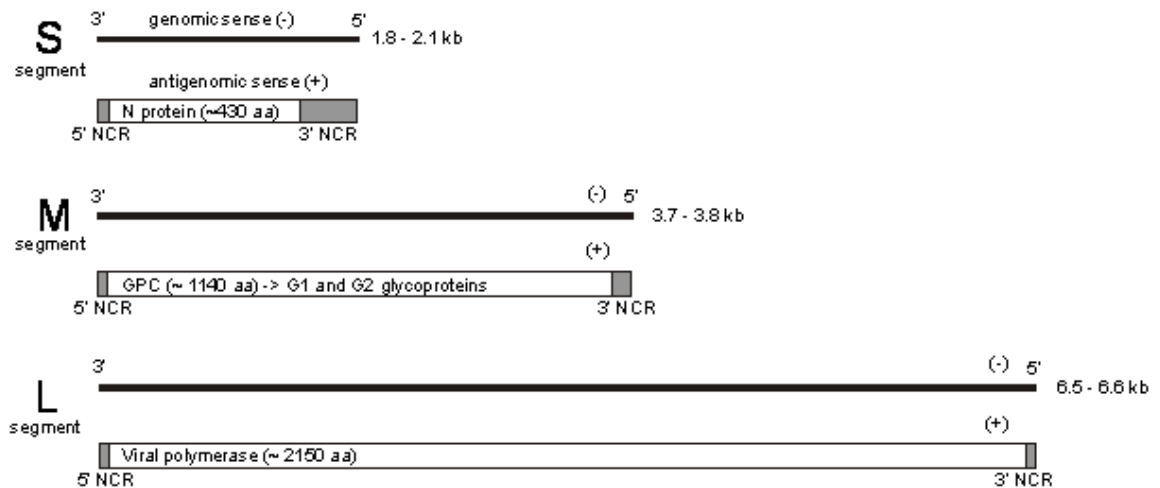 3' genomic sense (-) 5'
S 1.8 - 2.1 kb
segment
antigenomic sense (+)
N protein (~430 aa)
5' NCR 3' NCR
3' (-) 5'
M 3.7 - 3.8 kb
segment
(+)
GPC (~ 1140 aa) -> G1 and G2 glycoproteins
5' NCR 3' NCR
3' (-) 5'
L 6.5 - 6.6 kb
segment
(+)
Viral polymerase (~ 2150 aa)
5' NCR 3' NCR